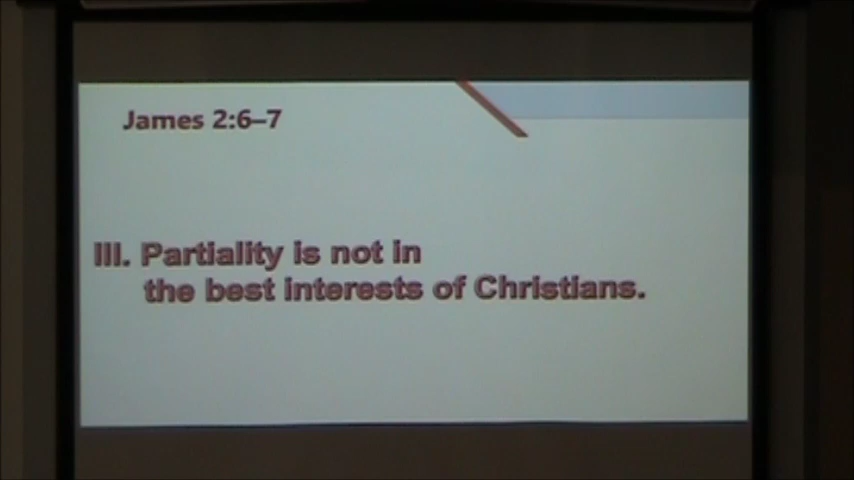 James 2:6–7
III. Partiality is not in
the best interests of Christians.